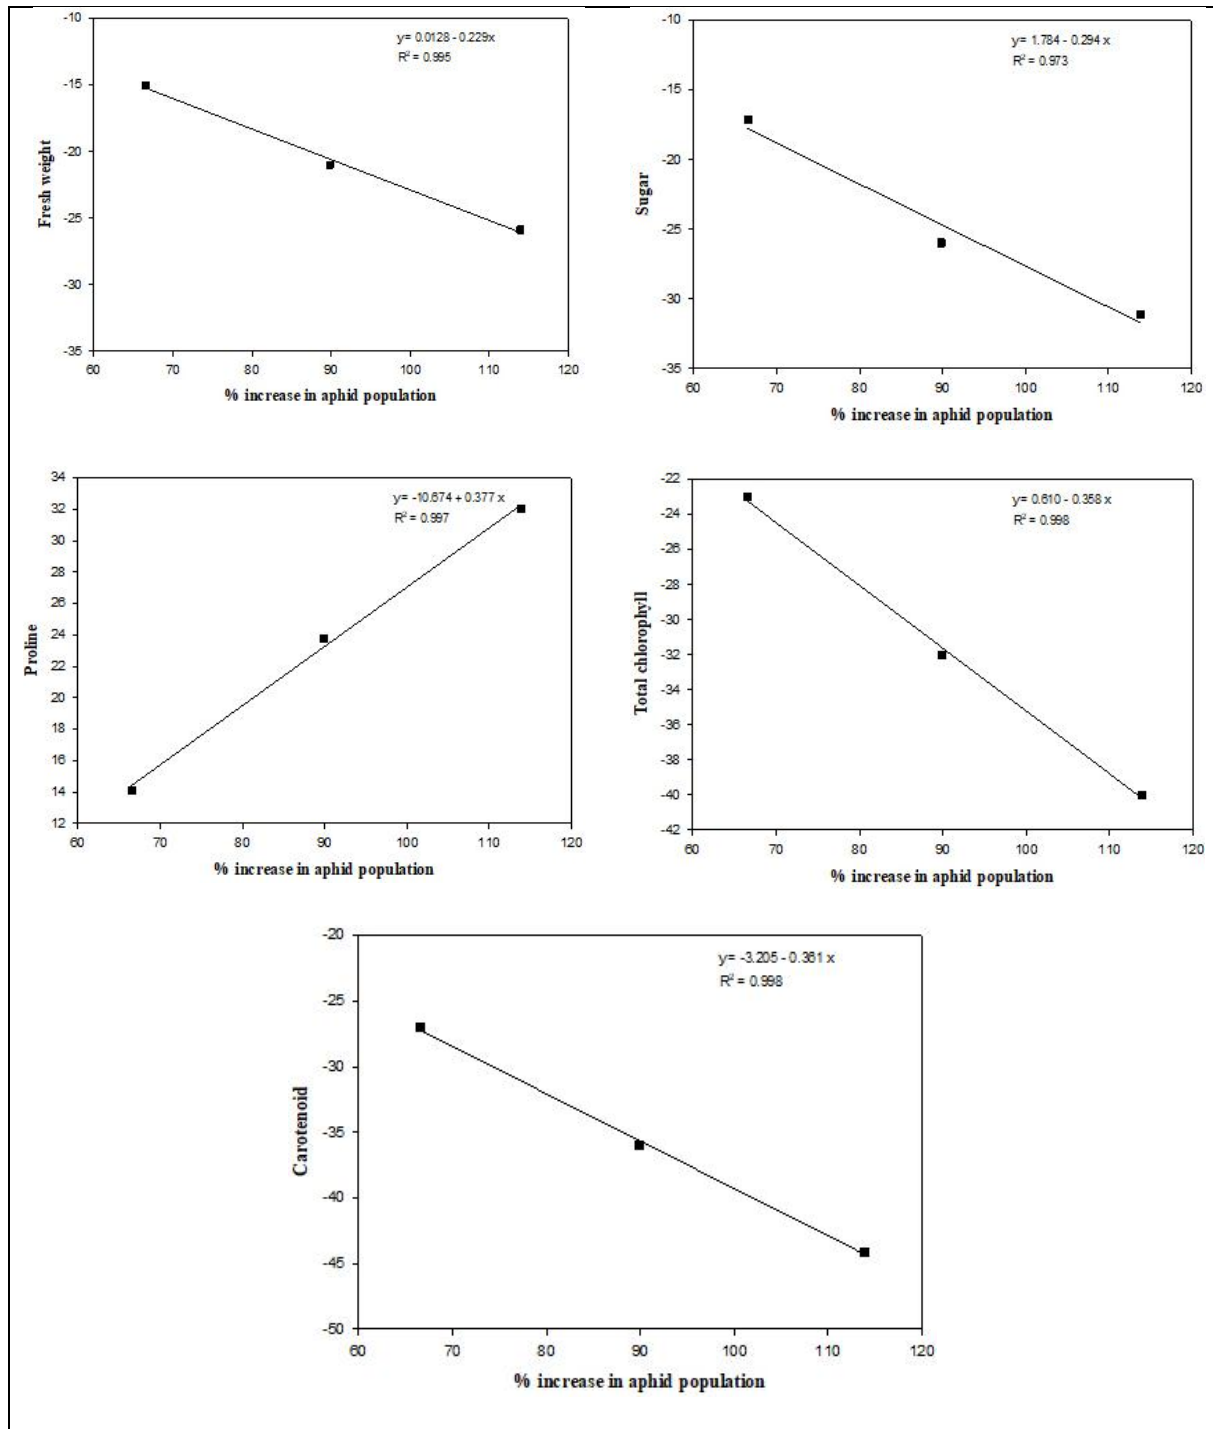 y= 0.0128 - 0.229x
R² = 0.995
-10
-15
-20
-25
-30
-35
Fresh weight
60 70 80 90 100 110 120
% increase in aphid population
y= 1.784 - 0.294 x
R² = 0.973
-10
-15
-20
-25
-30
-35
Sugar
60 70 80 90 100 110 120
% increase in aphid population
y= -10.674 + 0.377 x
R² = 0.997
34
32
30
28
26
24
22
20
18
16
14
12
Proline
60 70 80 90 100 110 120
% increase in aphid population
y= 0.610 - 0.358 x
R² = 0.998
-22
-24
-26
-28
-30
-32
-34
-36
-38
-40
-42
Total chlorophyll
60 70 80 90 100 110 120
% increase in aphid population
y= -3.205 - 0.361 x
R² = 0.998
-20
-25
-30
-35
-40
-45
-50
Carotenoid
60 70 80 90 100 110 120
% increase in aphid population